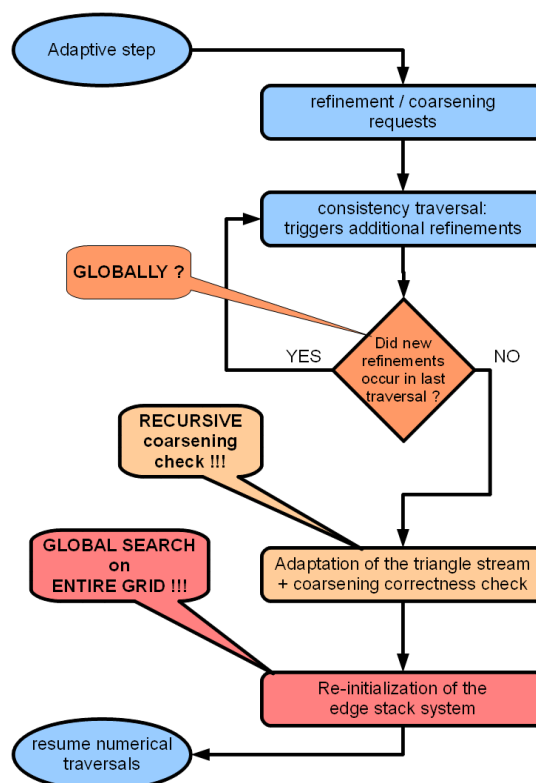 Adaptive step
refinement / coarsening
requests
consistency traversal:
triggers additional refinements
GLOBALLY ?
Did new
refinements
occur in last
traversal ?
YES
NO
RECURSIVE
coarsening
check !!!
Adaptation of the triangle stream
+ coarsening correctness check
GLOBAL SEARCH
on
ENTIRE GRID !!!
Re-initialization of the
edge stack system
resume numerical
traversals